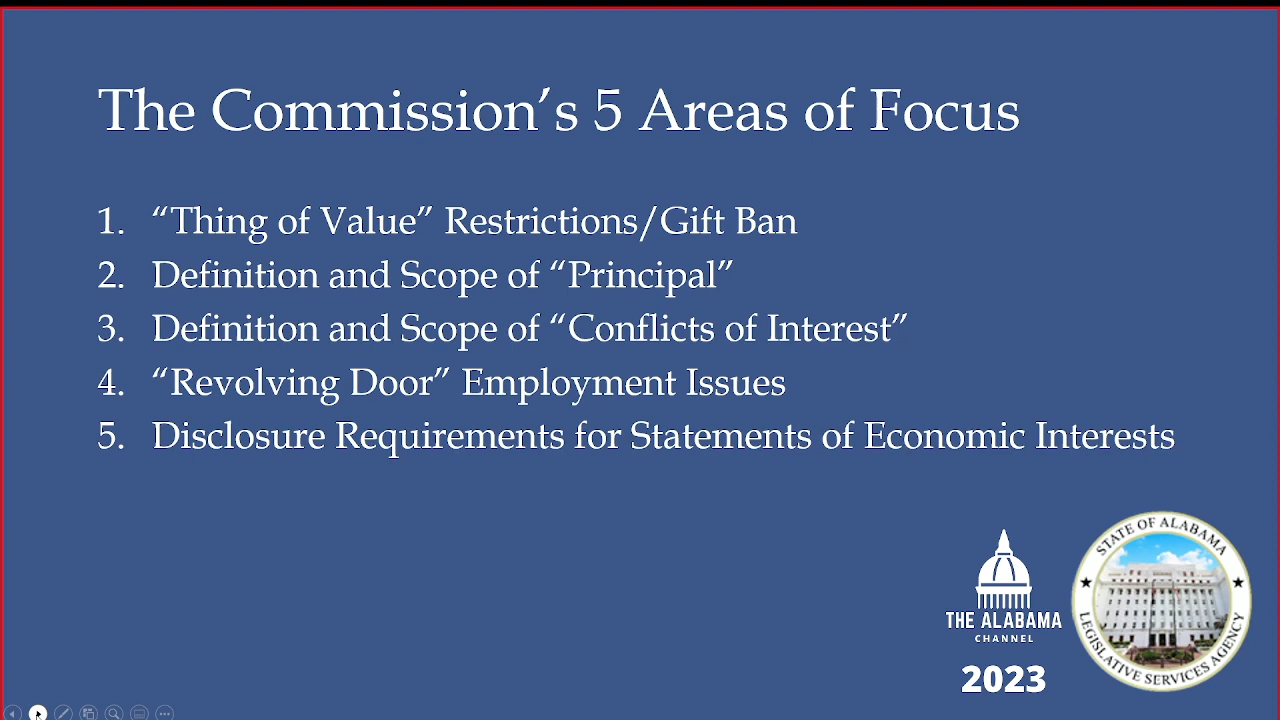 The Commission’s 5 Areas of Focus
1. “Thing of Value” Restrictions/Gift Ban
2. Definition and Scope of “Principal”
3. Definition and Scope of “Conflicts of Interest”
4. “Revolving Door” Employment Issues
5. Disclosure Requirements for Statements of Economic Interests
THE ALABAMA
CHANNEL
2023
STATE OF ALABAMA
LEGISLATIVE SERVICES AGENCY